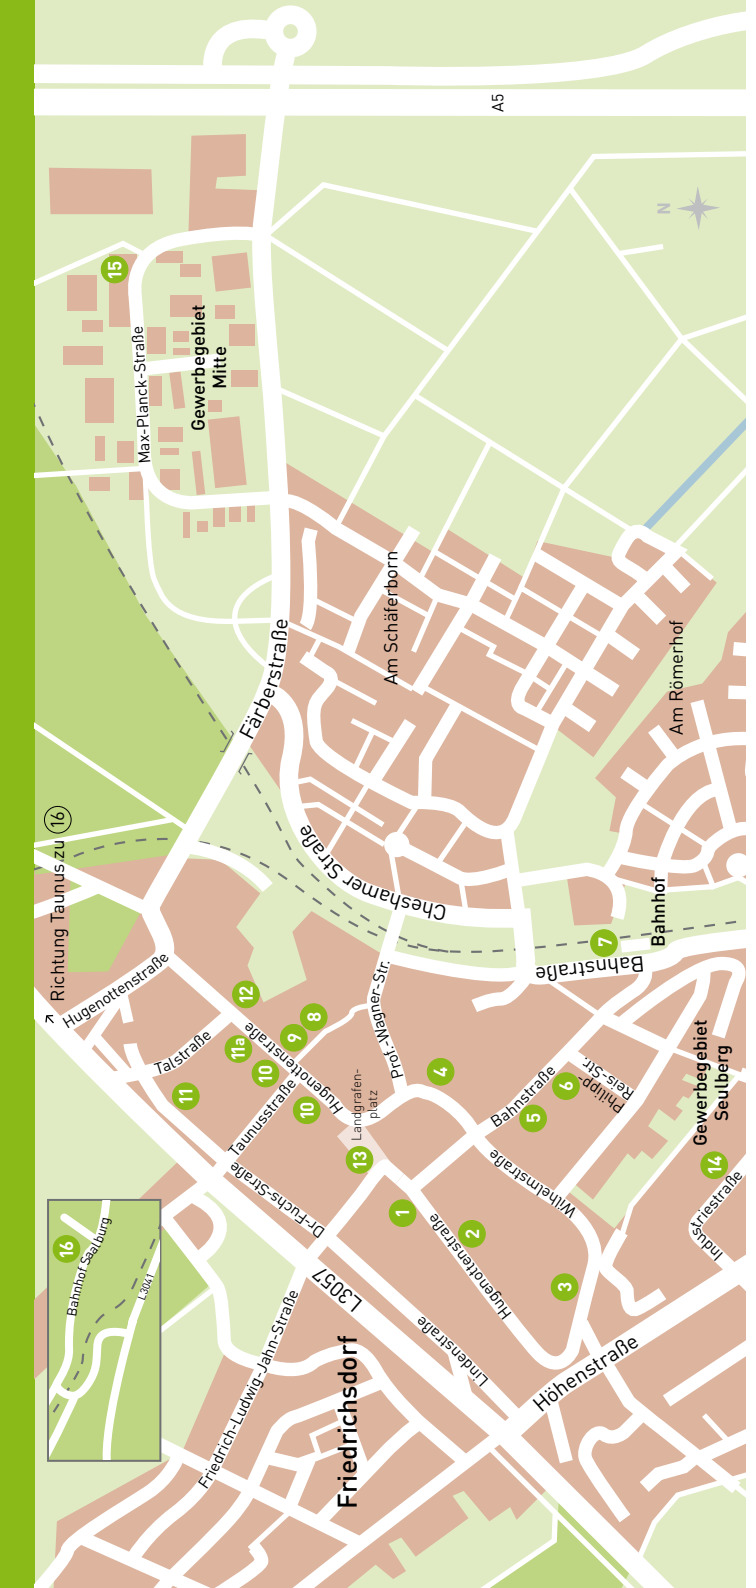 A5
N
15
Max-Planck-Straße
Gewerbegebiet
Mitte
Am Schäferborn
Färberstraße
Am Römerhof
Richtung Taunus zu 16
Cheshamer Straße
Bahnhof
7
Bahnstraße
Hugenottenstraße
12
8
9
11a
Hugenottenstraße
Prof.-Wagner-Str.
Talstraße
10
11
10
4
Landgrafen-
platz
Taunusstraße
Bahnstraße
6
Philipp-
Reis-Str.
5
Gewerbegebiet
Seulberg
13
14
Dr-Fuchs-Straße
Wilhelmstraße
1
2
Hugenottenstraße
Industriestraße
16
Bahnhof Saalburg
L3041
L3057
3
Lindenstraße
Friedrich-Ludwig-Jahn-Straße
Höhenstraße
Friedrichsdorf